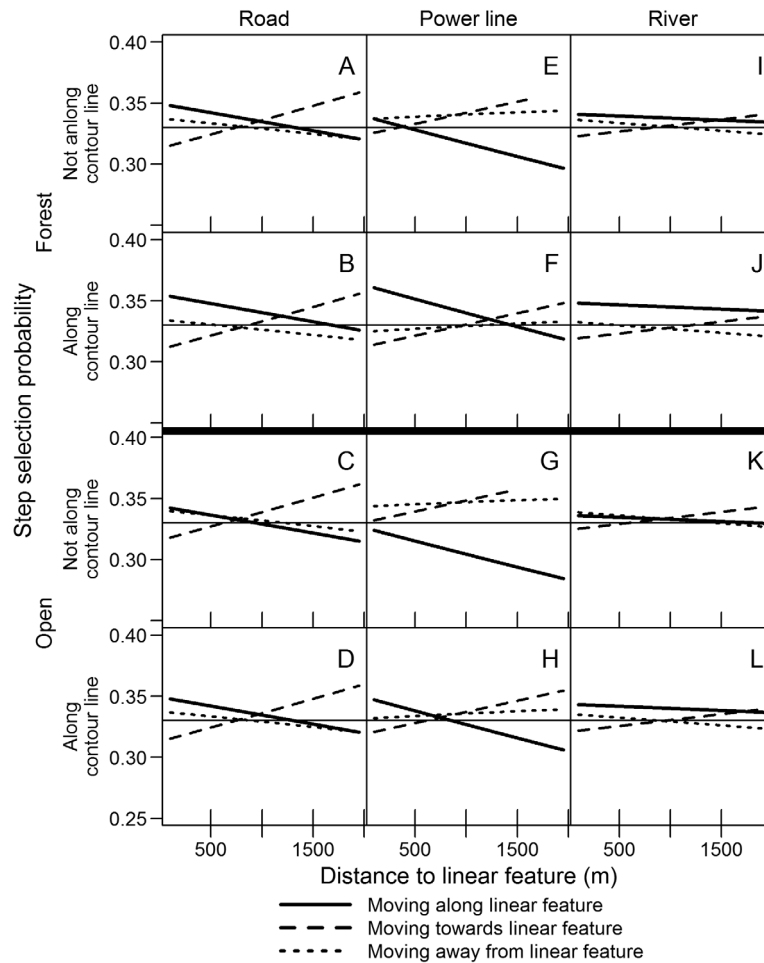 Road Power line River
0.40
A E I
0.35
0.30
Not anlong
contour line
Forest
0.40
B F J
0.35
0.30
Along
contour line
Step selection probability
0.40
C G K
0.35
0.30
Not along
contour line
Open
0.40
D H L
0.35
0.30
0.25
Along
contour line
500 1500 500 1500 500 1500
Distance to linear feature (m)
Moving along linear feature
Moving towards linear feature
Moving away from linear feature